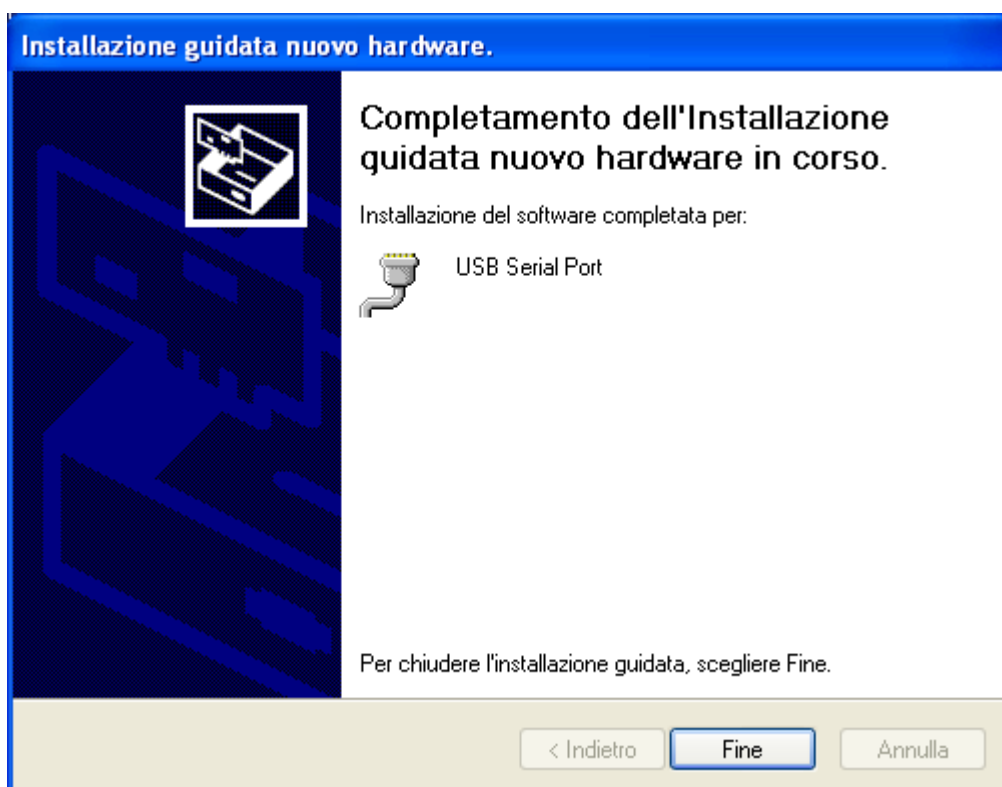 Installazione guidata nuovo hardware.
Completamento dell'Installazione
guidata nuovo hardware in corso.
Installazione del software completata per:
USB Serial Port
Per chiudere l'installazione guidata, scegliere Fine.
< Indietro
Fine
Annulla